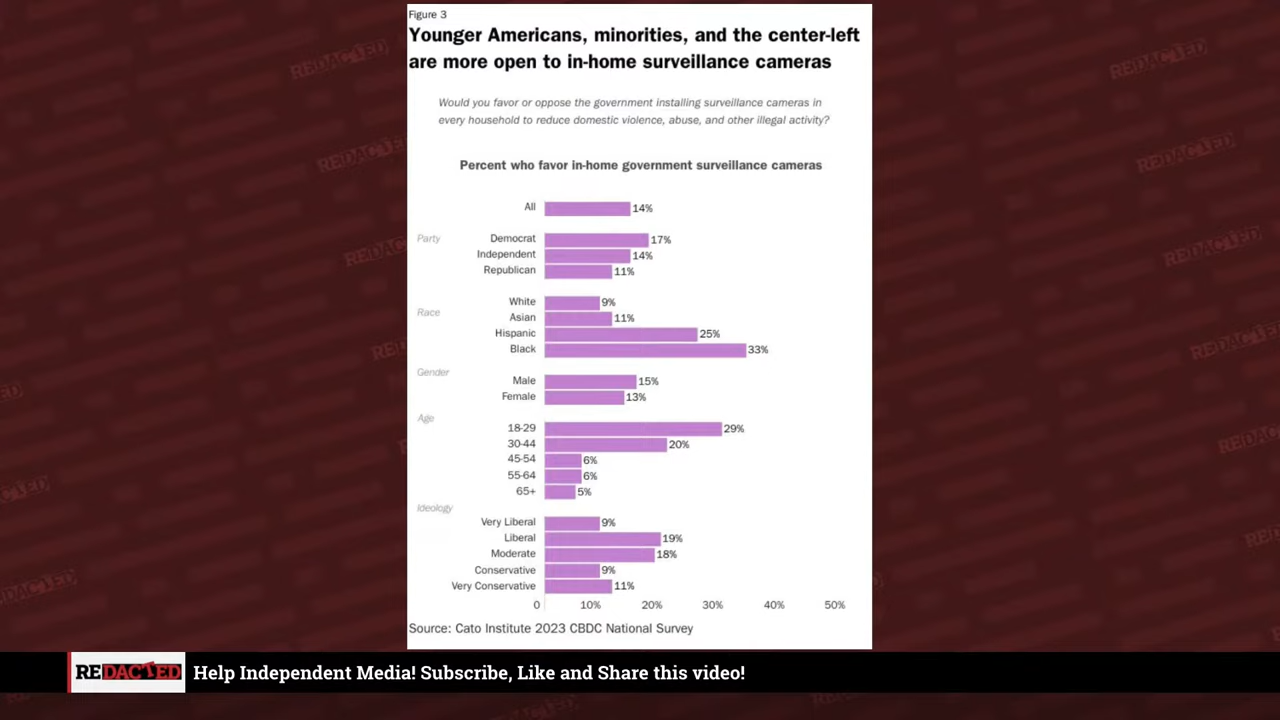 Figure 3
Younger Americans, minorities, and the center-left
are more open to in-home surveillance cameras
Would you favor or oppose the government installing surveillance cameras in
every household to reduce domestic violence, abuse, and other illegal activity?
Percent who favor in-home government surveillance cameras
All 14%
Party Democrat 17%
Independent 14%
Republican 11%
White 9%
Race Asian 11%
Hispanic 25%
Black 33%
Gender
Male 15%
Female 13%
Age
18-29 29%
30-44 20%
45-54 6%
55-64 6%
65+ 5%
Ideology
Very Liberal 9%
Liberal 19%
Moderate 18%
Conservative 9%
Very Conservative 11%
0 10% 20% 30% 40% 50%
Source: Cato Institute 2023 CBDC National Survey
REDACTED Help Independent Media! Subscribe, Like and Share this video!
REDACTED
REDACTED
REDACTED
REDACTED
REDACTED
REDACTED